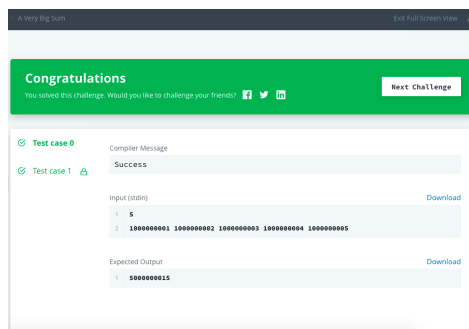 A Very Big Sum
Exit Full Screen View
Congratulations
You solved this challenge. Would you like to challenge your friends?
Next Challenge
Test case 0
Test case 1
Compiler Message
Success
Input (stdin)
Download
1 5
2 1000000001 1000000002 1000000003 1000000004 1000000005
Expected Output
Download
1 5000000015